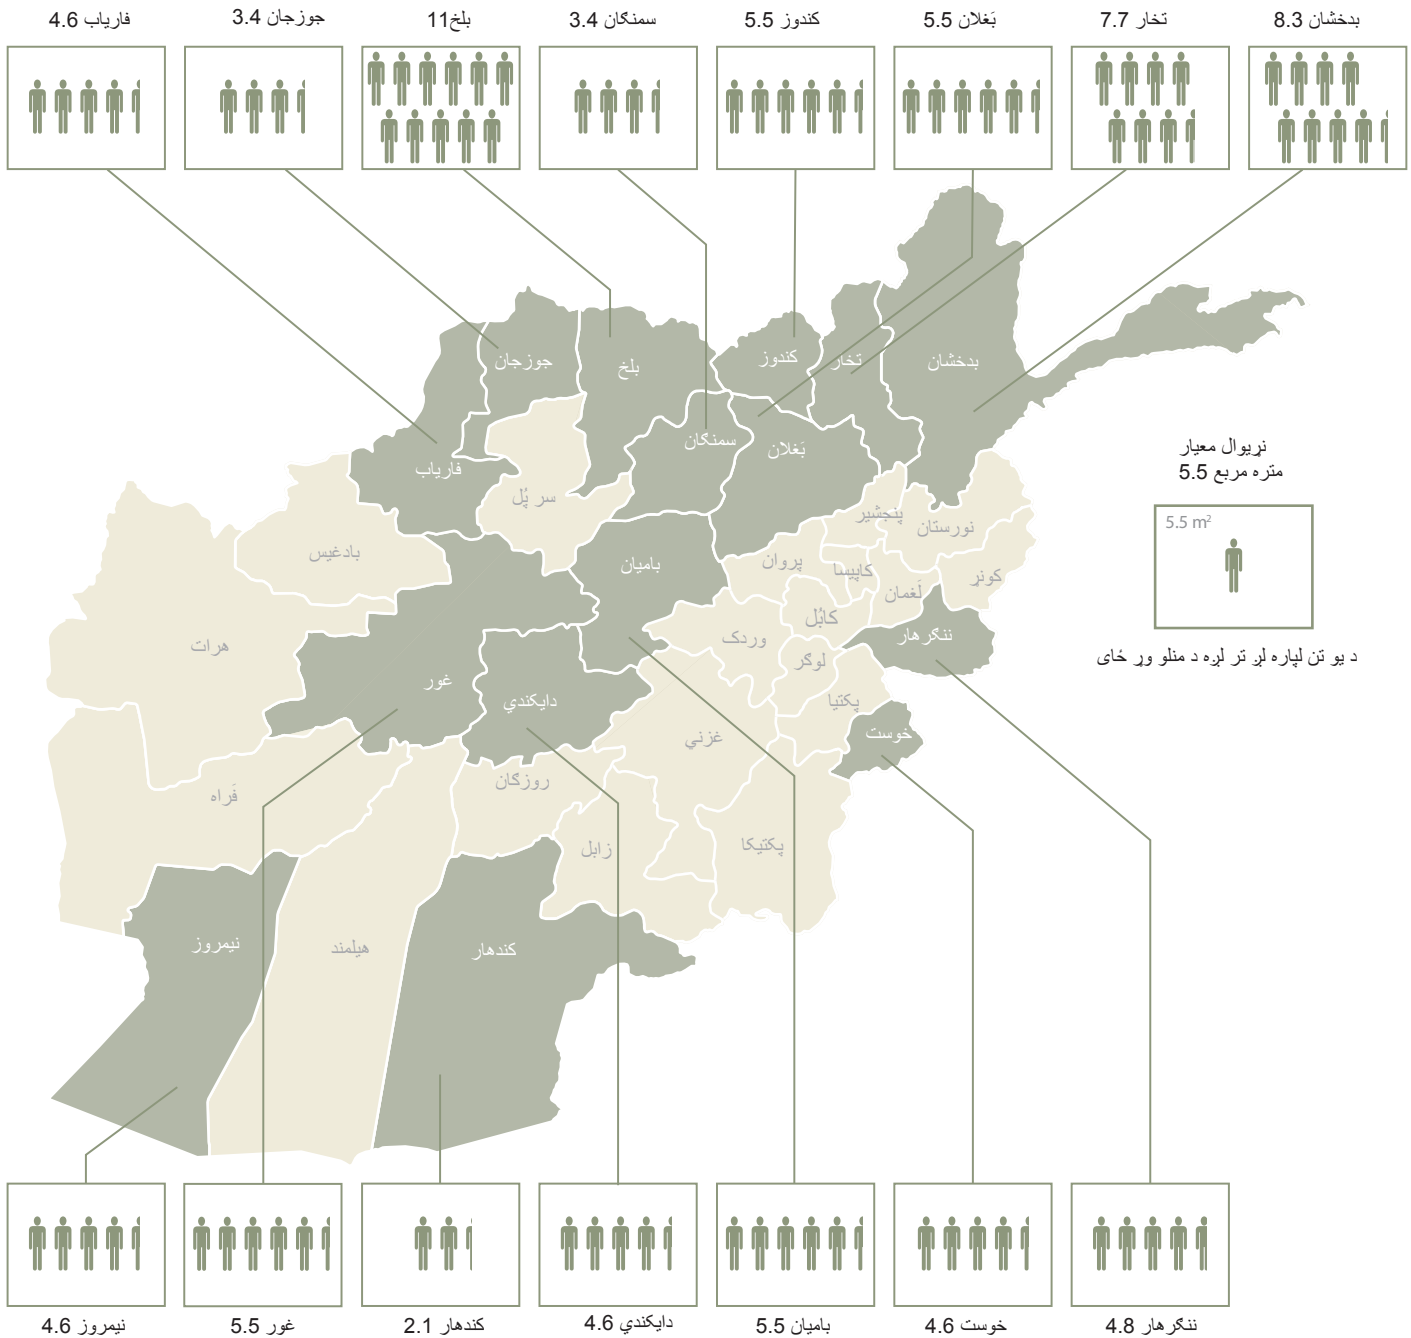 بدخشان 8.3
تخار 7.7
بَغلان 5.5
کندوز 5.5
سمنګان 3.4
بلخ11
جوزجان 3.4
فاریاب 4.6
بدخشان
تخار
کندوز
بلخ
جوزجان
سمنګان
بَغلان
فاریاب
سر پُل
پنجشیر
نورستان
بادغیس
بامیان
پروان
کاپیسا
لَغمان
کونړ
کابُل
ننګرهار
وردک
لوګر
هرات
غور
دایکندي
پکتیا
خوست
غزني
روزګان
فَراه
زابل
پکتیکا
نیمروز
هیلمند
کندهار
نړیوال معیار
متره مربع 5.5
5.5 m²
د یو تن لپاره لږ تر لږه د منلو وړ ځای
ننګرهار 4.8
خوست 4.6
بامیان 5.5
دایکندي 4.6
کندهار 2.1
غور 5.5
نیمروز 4.6